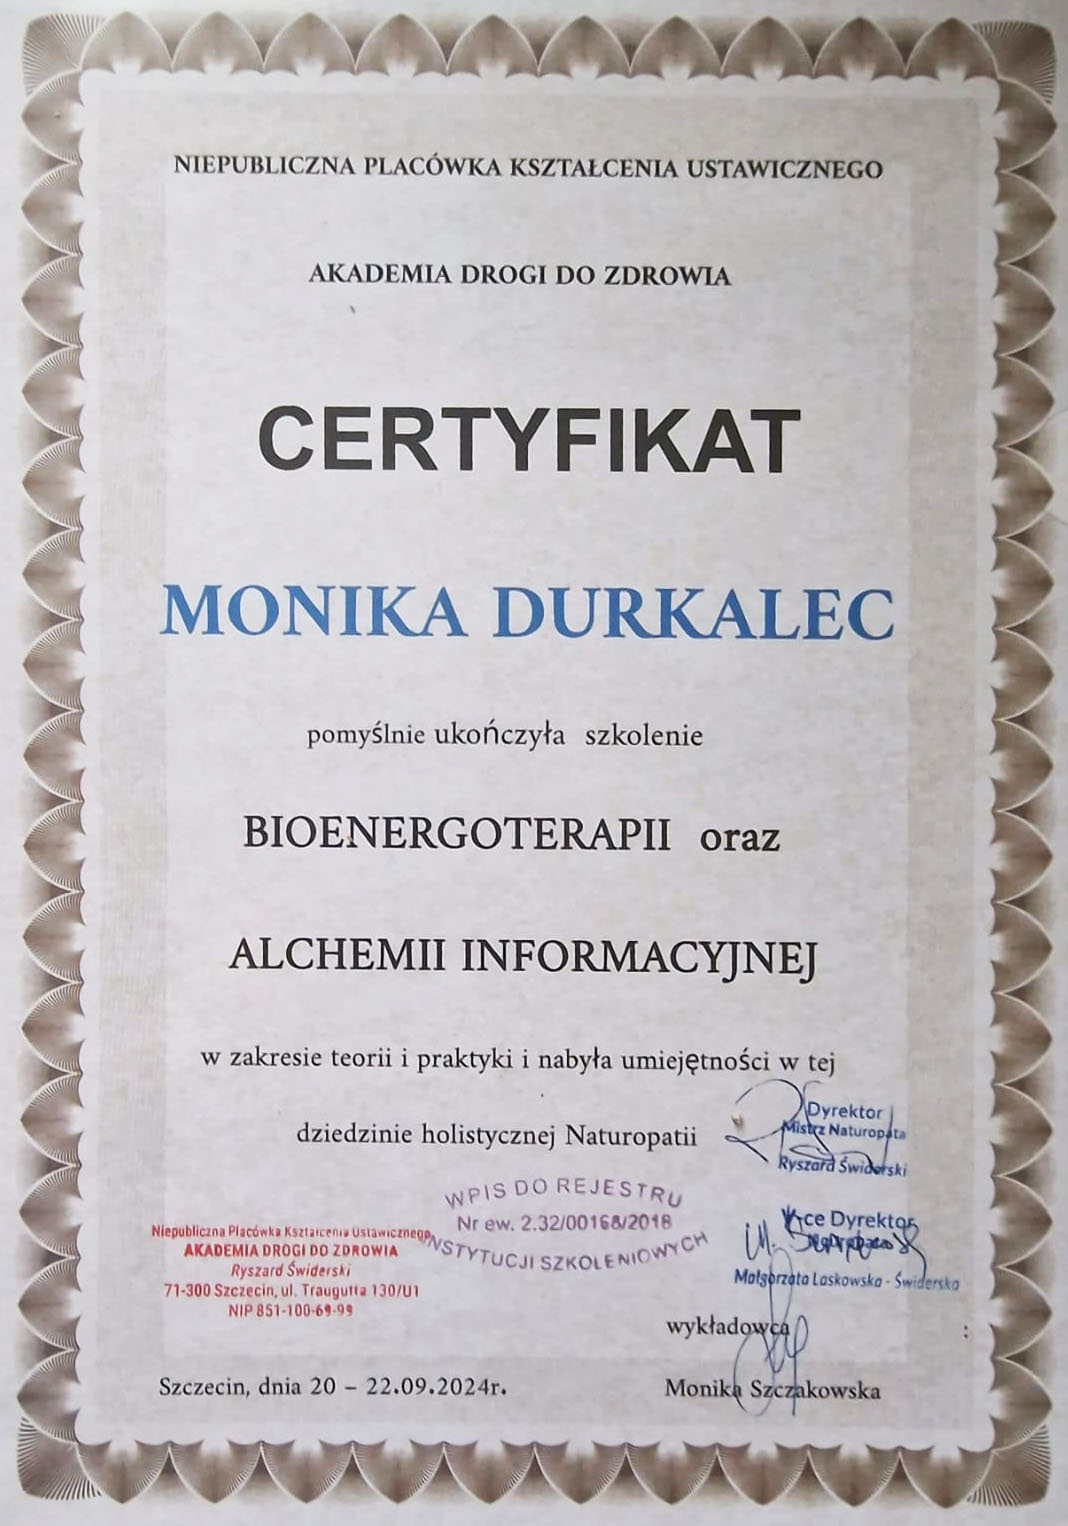 NIEPUBLICZNA PLACÓWKA KSZTAŁCENIA USTAWICZNEGO
AKADEMIA DROGI DO ZDROWIA
CERTYFIKAT
MONIKA DURKALEC
pomyślnie ukończyła szkolenie
BIOENERGOTERAPII oraz
ALCHEMII INFORMACYJNEJ
w zakresie teorii i praktyki i nabyła umiejętności w tej
dziedzinie holistycznej Naturopatii
Dyrektor
Mistrz Naturopata
Ryszard Świderski
WPIS DO REJESTRU
Nr ew. 2.32/00168/2018
INSTYTUCJI SZKOLENIOWYCH
Niepubliczna Placówka Kształcenia Ustawicznego
AKADEMIA DROGI DO ZDROWIA
Ryszard Świderski
71-300 Szczecin, ul. Traugutta 130/U1
NIP 851-100-69-99
Vice Dyrektor
Małgorzata Laskowska - Świderska
wykładowca :
Szczecin, dnia 20 – 22.09.2024r.
Monika Szczakowska